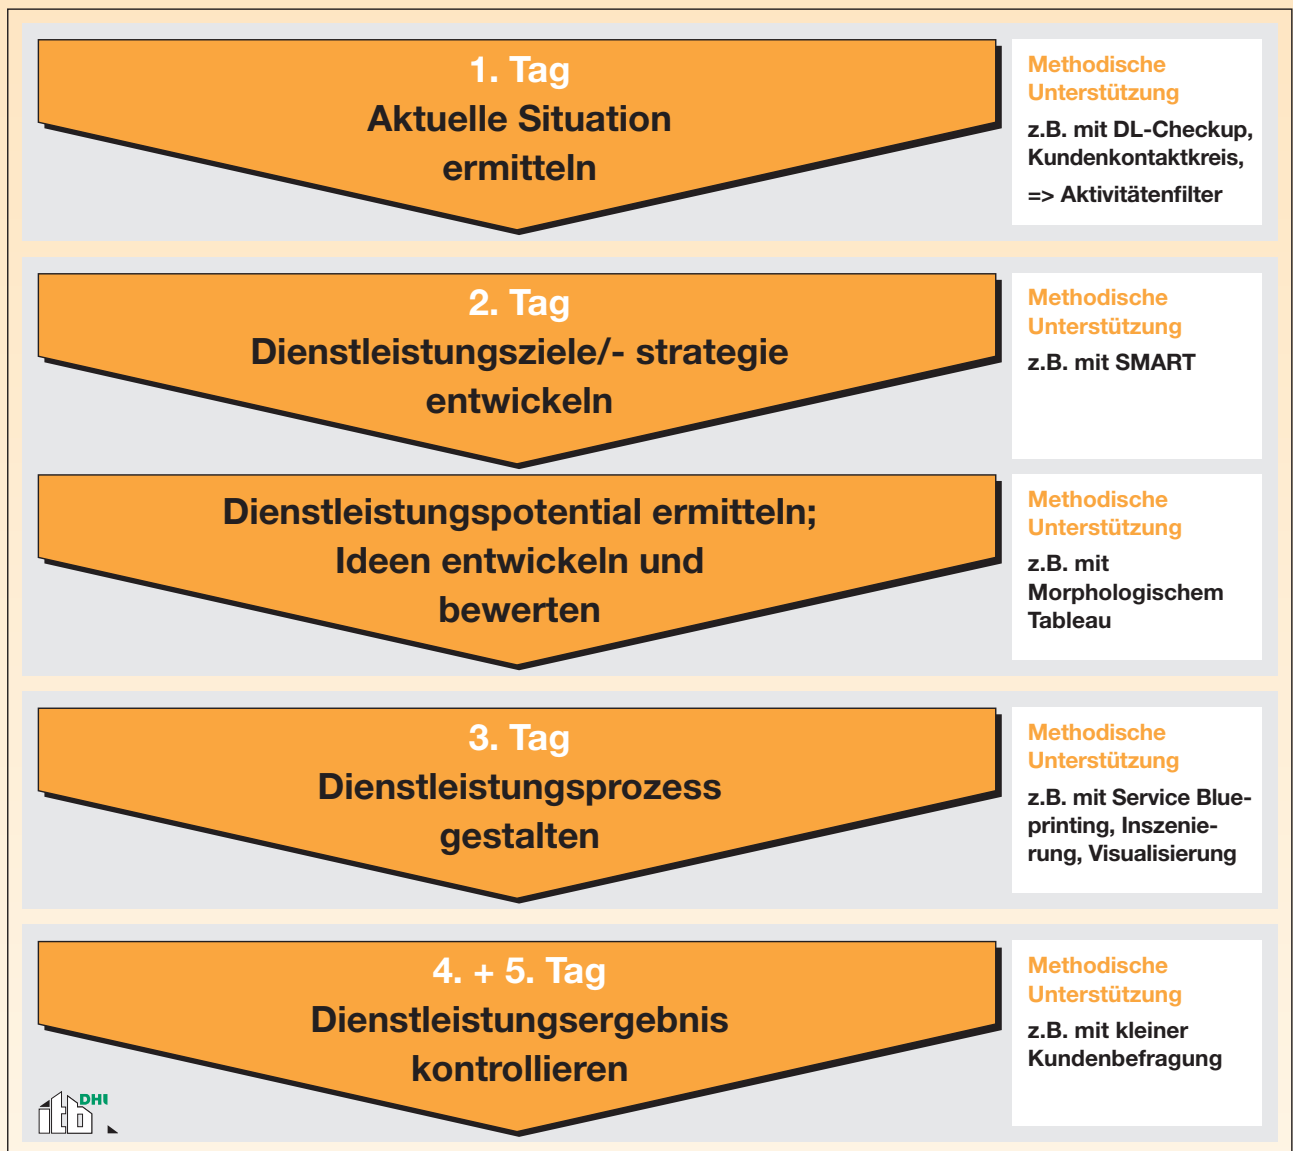 1. Tag
Aktuelle Situation
ermitteln
Methodische
Unterstützung
z.B. mit DL-Checkup,
Kundenkontaktkreis,
=> Aktivitätenfilter
2. Tag
Dienstleistungsziele/- strategie
entwickeln
Methodische
Unterstützung
z.B. mit SMART
Dienstleistungspotential ermitteln;
Ideen entwickeln und
bewerten
Methodische
Unterstützung
z.B. mit
Morphologischem
Tableau
3. Tag
Dienstleistungsprozess
gestalten
Methodische
Unterstützung
z.B. mit Service Blue-
printing, Inszenie-
rung, Visualisierung
4. + 5. Tag
Dienstleistungsergebnis
kontrollieren
Methodische
Unterstützung
z.B. mit kleiner
Kundenbefragung
itb DHI